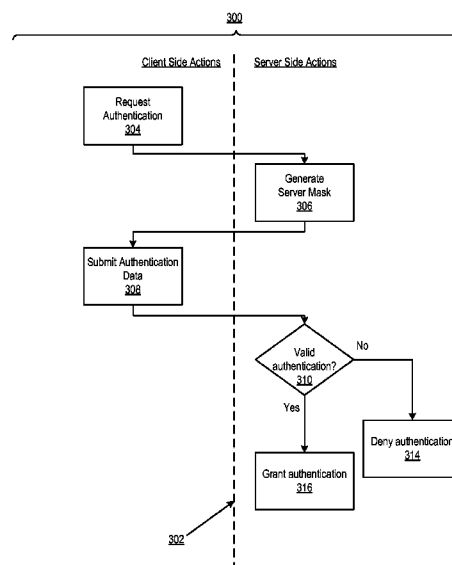 300
Client Side Actions
Server Side Actions
Request
Authentication
304
Generate
Server Mask
306
Submit Authentication
Data
308
Valid
authentication?
310
No
Yes
Deny authentication
314
Grant authentication
316
302